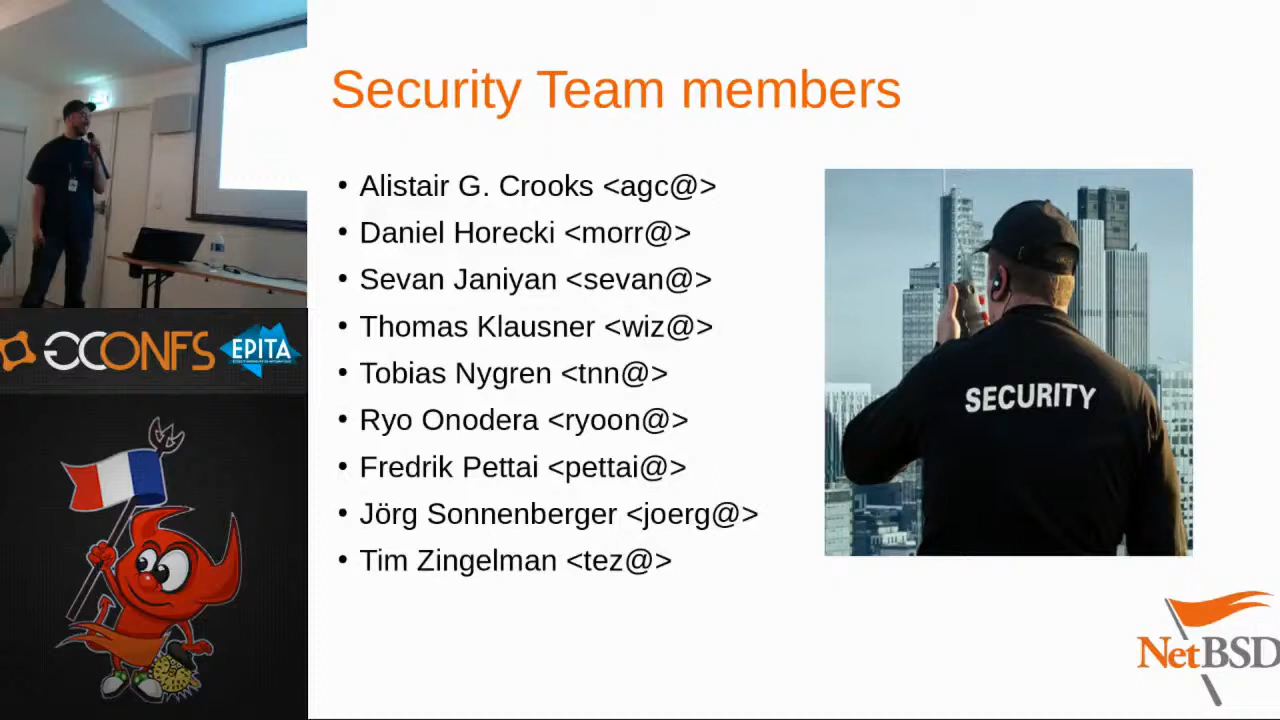 Security Team members
• Alistair G. Crooks <agc@>
• Daniel Horecki <morr@>
• Sevan Janiyan <sevan@>
• Thomas Klausner <wiz@>
• Tobias Nygren <tnn@>
• Ryo Onodera <ryoon@>
• Fredrik Pettai <pettai@>
• Jörg Sonnenberger <joerg@>
• Tim Zingelman <tez@>
SECURITY
GCONFS
EPITA
NetBSD